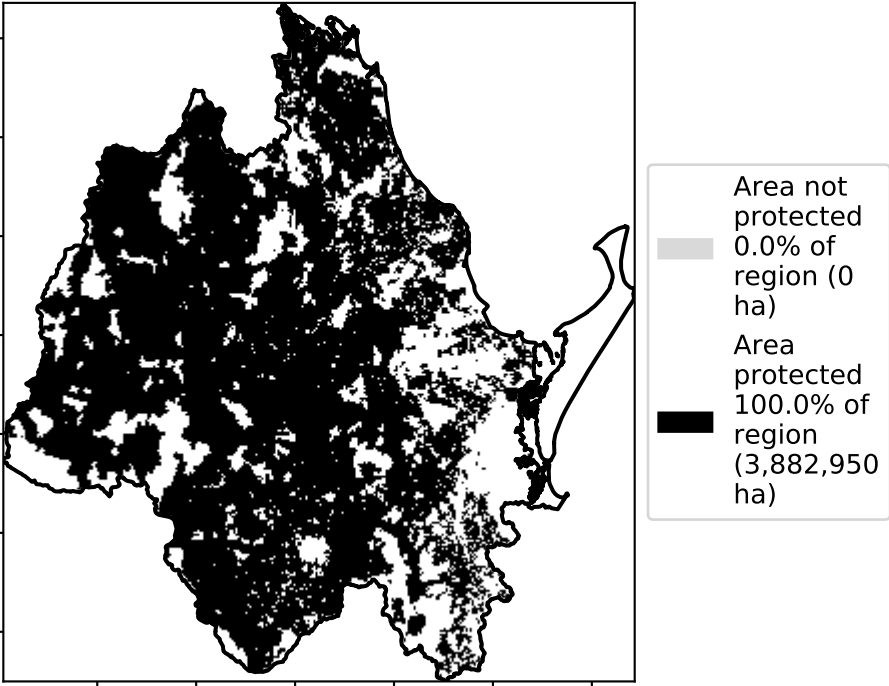 Area not
protected
0.0% of
region (0
ha)
Area
protected
100.0% of
region
(3,882,950
ha)